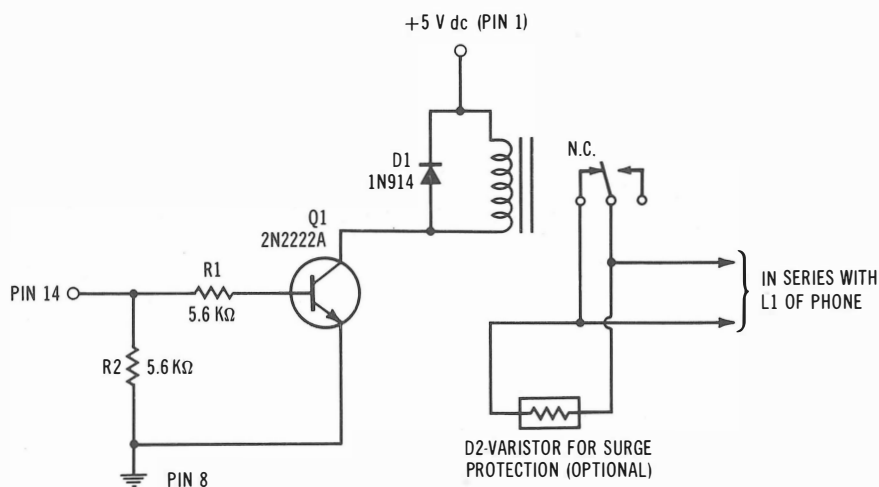 +5 V dc (PIN 1)
D1
1N914
N.C.
Q1
2N2222A
R1
PIN 14
5.6 KΩ
IN SERIES WITH
L1 OF PHONE
R2
5.6 KΩ
D2-VARISTOR FOR SURGE
PROTECTION (OPTIONAL)
PIN 8